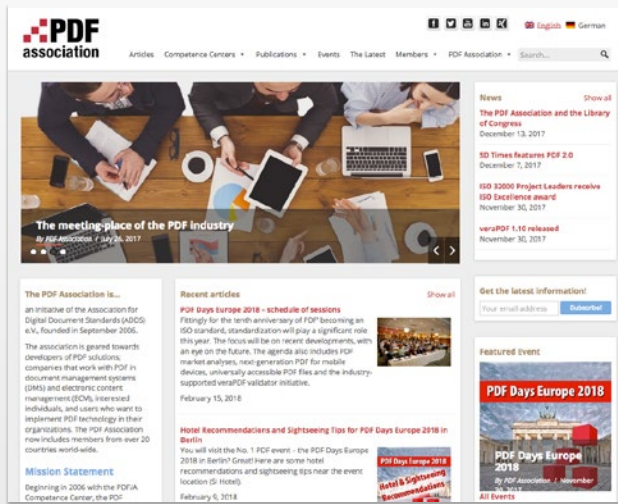 PDF
association
English German
Articles Competence Centers Publications Events The Latest Members PDF Association Search...
The meeting-place of the PDF industry
By PDF Association / July 26, 2017
News Show all
The PDF Association and the Library
of Congress
December 13, 2017
SD Times features PDF 2.0
December 7, 2017
ISO 32000 Project Leaders receive
ISO Excellence award
November 30, 2017
veraPDF 1.10 released
November 30, 2017
Get the latest information!
Your email address Subscribe!
The PDF Association is...
an initiative of the Association for
Digital Document Standards (ADDS)
e.V., founded in September 2006.
The association is geared towards
developers of PDF solutions;
companies that work with PDF in
document management systems
(DMS) and electronic content
management (ECM), interested
individuals, and users who want to
implement PDF technology in their
organizations. The PDF Association
now includes members from over 20
countries world-wide.
Mission Statement
Beginning in 2006 with the PDF/A
Competence Center, the PDF
Recent articles Show all
PDF Days Europe 2018 – schedule of sessions
Fittingly for the tenth anniversary of PDF becoming an
ISO standard, standardization will play a significant role
this year. The focus will be on recent developments, with
an eye on the future. The agenda also includes PDF
market analyses, next-generation PDF for mobile
devices, universally accessible PDF files and the industry-
supported veraPDF validator initiative.
February 15, 2018
Hotel Recommendations and Sightseeing Tips for PDF Days Europe 2018 in
Berlin
You will visit the No. 1 PDF event - the PDF Days Europe
2018 in Berlin? Great! Here are some hotel
recommendations and sightseeing tips near the event
location (Si Hotel).
February 9, 2018
PDF Days Europe 2018
Hotel & Sightseeing
Recommendations
Featured Event
PDF Days Europe 2018
PDF Days Europe
2018
By PDF Association / November
All Events